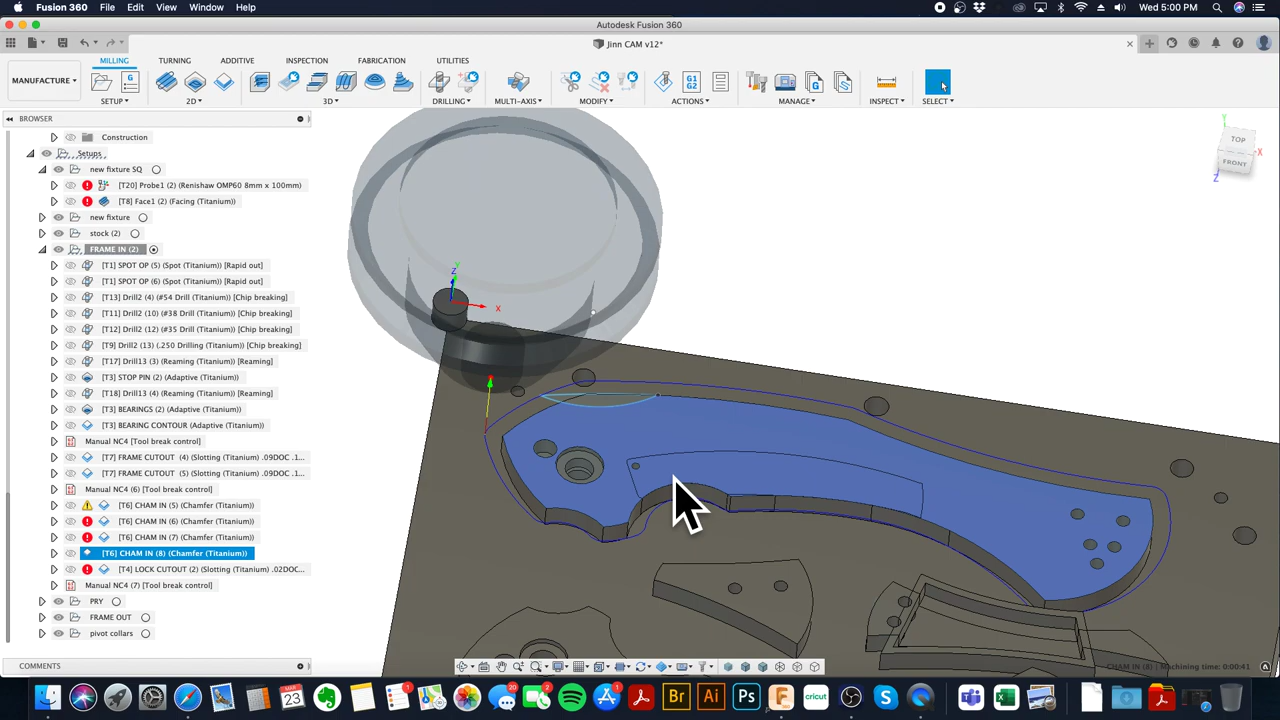 Fusion 360 File Edit View Window Help Wed 5:00 PM
Autodesk Fusion 360
Jinn CAM v12*
MILLING TURNING ADDITIVE INSPECTION FABRICATION UTILITIES
MANUFACTURE
G1 G2
SETUP 2D 3D DRILLING MULTI-AXIS MODIFY ACTIONS MANAGE INSPECT SELECT
BROWSER
Construction
Setups
new fixture SQ
[T20] Probe1 (2) (Renishaw OMP60 8mm x 100mm)
[T8] Face1 (2) (Facing (Titanium))
new fixture
stock (2)
FRAME IN (2)
[T1] SPOT OP (5) (Spot (Titanium)) [Rapid out]
[T1] SPOT OP (6) (Spot (Titanium)) [Rapid out]
[T13] Drill2 (4) (#54 Drill (Titanium)) [Chip breaking]
[T11] Drill2 (10) (#38 Drill (Titanium)) [Chip breaking]
[T12] Drill2 (12) (#35 Drill (Titanium)) [Chip breaking]
[T9] Drill2 (13) (.250 Drilling (Titanium)) [Chip breaking]
[T17] Drill13 (3) (Reaming (Titanium)) [Reaming]
[T3] STOP PIN (2) (Adaptive (Titanium))
[T18] Drill13 (4) (Reaming (Titanium)) [Reaming]
[T3] BEARINGS (2) (Adaptive (Titanium))
[T3] BEARING CONTOUR (Adaptive (Titanium))
Manual NC4 [Tool break control]
[T7] FRAME CUTOUT (4) (Slotting (Titanium) .09DOC .1...
[T7] FRAME CUTOUT (5) (Slotting (Titanium) .09DOC .1...
Manual NC4 (6) [Tool break control]
[T6] CHAM IN (5) (Chamfer (Titanium))
[T6] CHAM IN (6) (Chamfer (Titanium))
[T6] CHAM IN (7) (Chamfer (Titanium))
[T6] CHAM IN (8) (Chamfer (Titanium))
[T4] LOCK CUTOUT (2) (Slotting (Titanium) .02DOC...
Manual NC4 (7) [Tool break control]
PRY
FRAME OUT
pivot collars
COMMENTS
Z Y X
Y TOP X
FRONT
Z
CHAM IN (8) | Machining time: 0:00:41